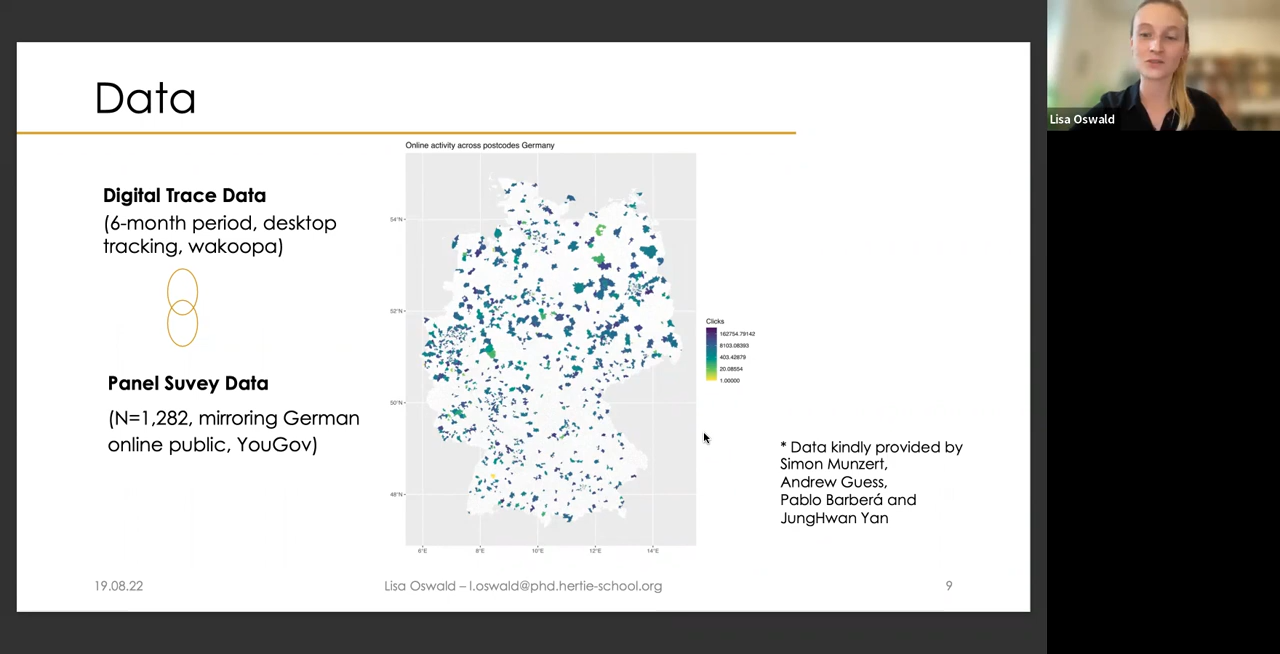 Data
Digital Trace Data
(6-month period, desktop
tracking, wakoopa)
Panel Suvey Data
(N=1,282, mirroring German
online public, YouGov)
Online activity across postcodes Germany
54°N
52°N
50°N
48°N
6°E 8°E 10°E 12°E 14°E
Clicks
162754.79142
8103.08393
403.42879
20.08554
1.00000
* Data kindly provided by
Simon Munzert,
Andrew Guess,
Pablo Barberá and
JungHwan Yan
19.08.22
Lisa Oswald – l.oswald@phd.hertie-school.org
9
Lisa Oswald